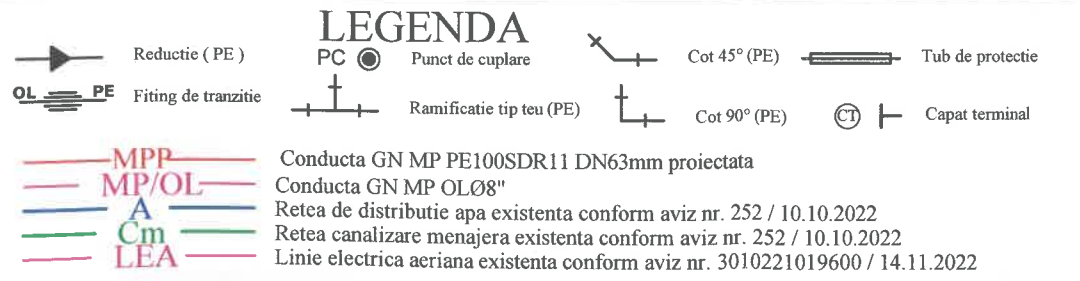 LEGENDA
Reductie ( PE )
PC
Punct de cuplare
Cot 45° (PE)
Tub de protectie
OL PE
Fiting de tranzitie
Ramificatie tip teu (PE)
Cot 90° (PE)
CT
Capat terminal
MPP Conducta GN MP PE100SDR11 DN63mm proiectata
MP/OL Conducta GN MP OLØ8"
A Retea de distributie apa existenta conform aviz nr. 252 / 10.10.2022
Cm Retea canalizare menajera existenta conform aviz nr. 252 / 10.10.2022
LEA Linie electrica aeriana existenta conform aviz nr. 3010221019600 / 14.11.2022